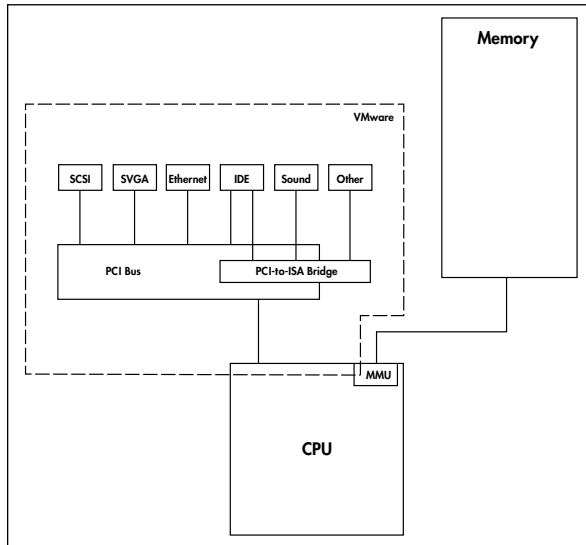 Memory
VMware
SCSI SVGA Ethernet IDE Sound Other
PCI Bus
PCI-to-ISA Bridge
MMU
CPU